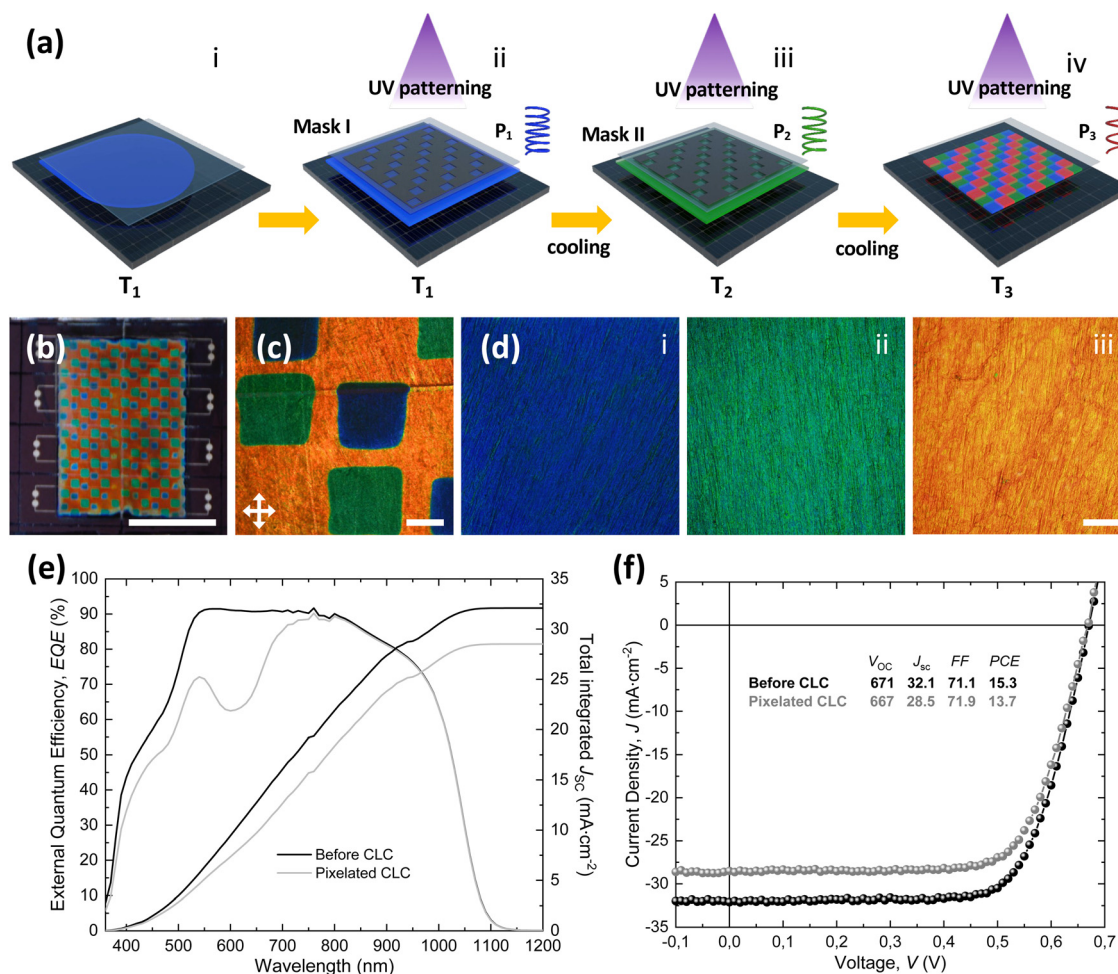 (a)
i
ii
iii
iv
UV patterning
UV patterning
UV patterning
Mask I
P₁
Mask II
P₂
P₃
cooling
cooling
T₁
T₁
T₂
T₃
(b)
(c)
(d)
i
ii
iii
(e)
External Quantum Efficiency, EQE (%)
100
90
80
70
60
50
40
30
20
10
0
400 500 600 700 800 900 1000 1100 1200
Wavelength (nm)
35
30
25
20
15
10
5
0
Total integrated J_SC (mA·cm⁻²)
Before CLC
Pixelated CLC
(f)
Current Density, J (mA·cm⁻²)
5
0
-5
-10
-15
-20
-25
-30
-35
V_OC J_sc FF PCE
Before CLC 671 32.1 71.1 15.3
Pixelated CLC 667 28.5 71.9 13.7
-0,1 0,0 0,1 0,2 0,3 0,4 0,5 0,6 0,7
Voltage, V (V)